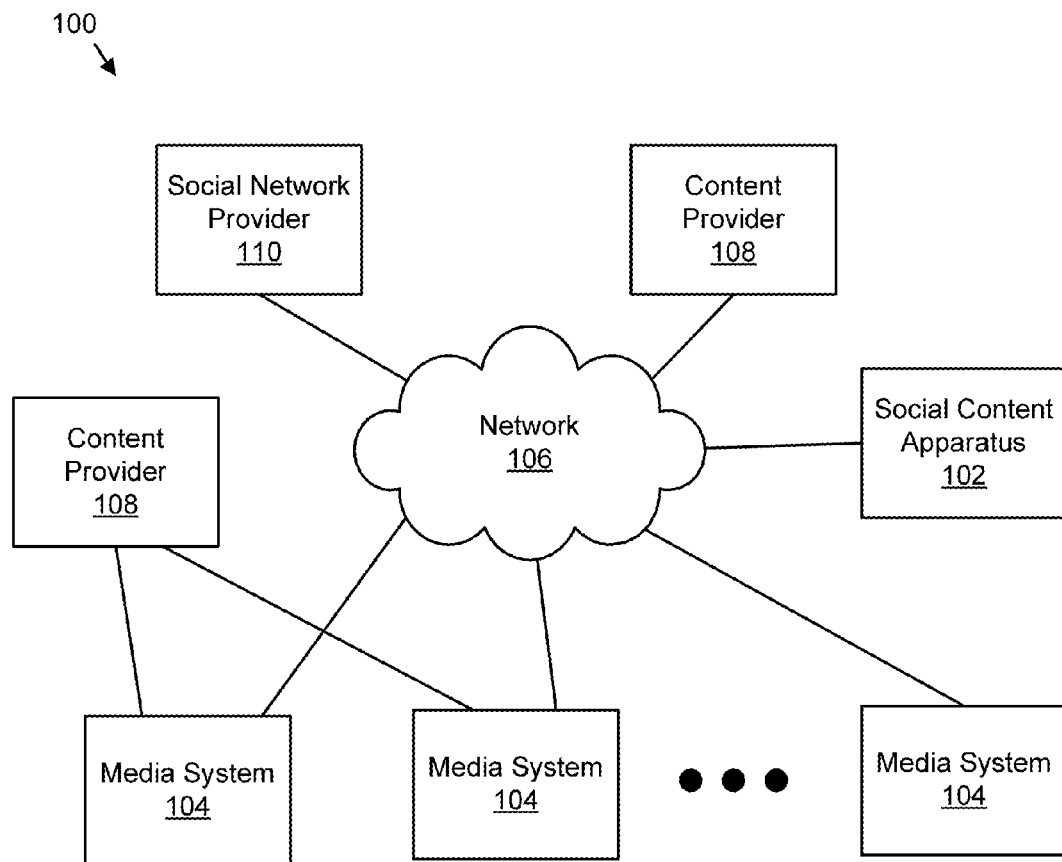 100
Social Network
Provider
110
Content
Provider
108
Content
Provider
108
Network
106
Social Content
Apparatus
102
Media System
104
Media System
104
Media System
104